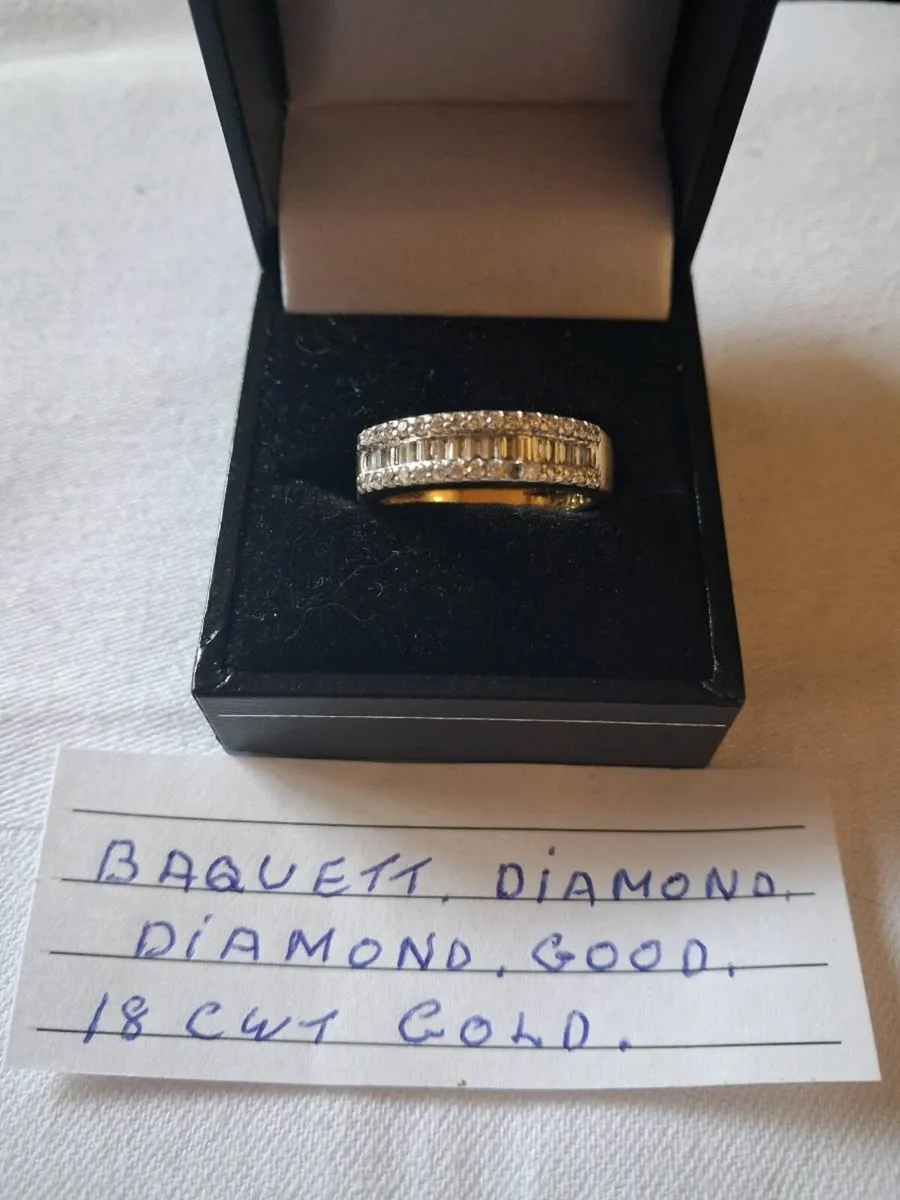 BAQUETT. DIAMOND.
DIAMOND. GOOD.
18 CWT GOLD.